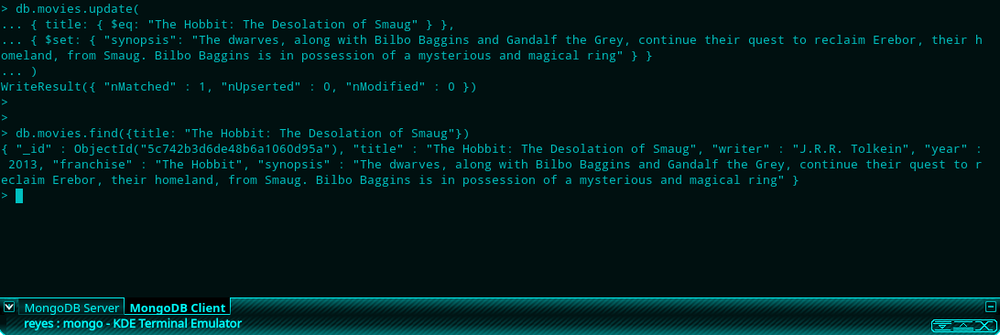 > db.movies.update(
... { title: { $eq: "The Hobbit: The Desolation of Smaug" } },
... { $set: { "synopsis": "The dwarves, along with Bilbo Baggins and Gandalf the Grey, continue their quest to reclaim Erebor, their h
omeland, from Smaug. Bilbo Baggins is in possession of a mysterious and magical ring" } }
... )
WriteResult({ "nMatched" : 1, "nUpserted" : 0, "nModified" : 0 })
>
>
> db.movies.find({title: "The Hobbit: The Desolation of Smaug"})
{ "_id" : ObjectId("5c742b3d6de48b6a1060d95a"), "title" : "The Hobbit: The Desolation of Smaug", "writer" : "J.R.R. Tolkein", "year" :
 2013, "franchise" : "The Hobbit", "synopsis" : "The dwarves, along with Bilbo Baggins and Gandalf the Grey, continue their quest to r
eclaim Erebor, their homeland, from Smaug. Bilbo Baggins is in possession of a mysterious and magical ring" }
>
MongoDB Server MongoDB Client
reyes : mongo - KDE Terminal Emulator